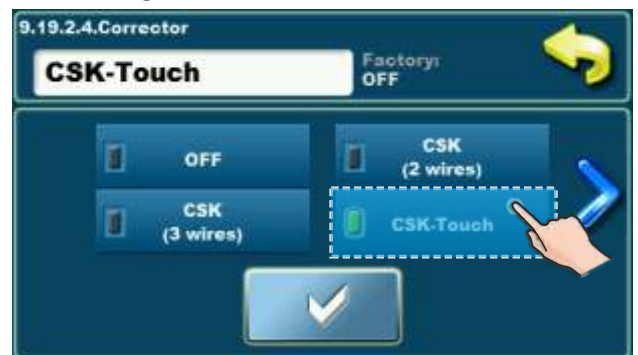 9.19.2.4.Corrector
CSK-Touch
Factory:
OFF
OFF
CSK
(2 wires)
CSK
(3 wires)
CSK-Touch